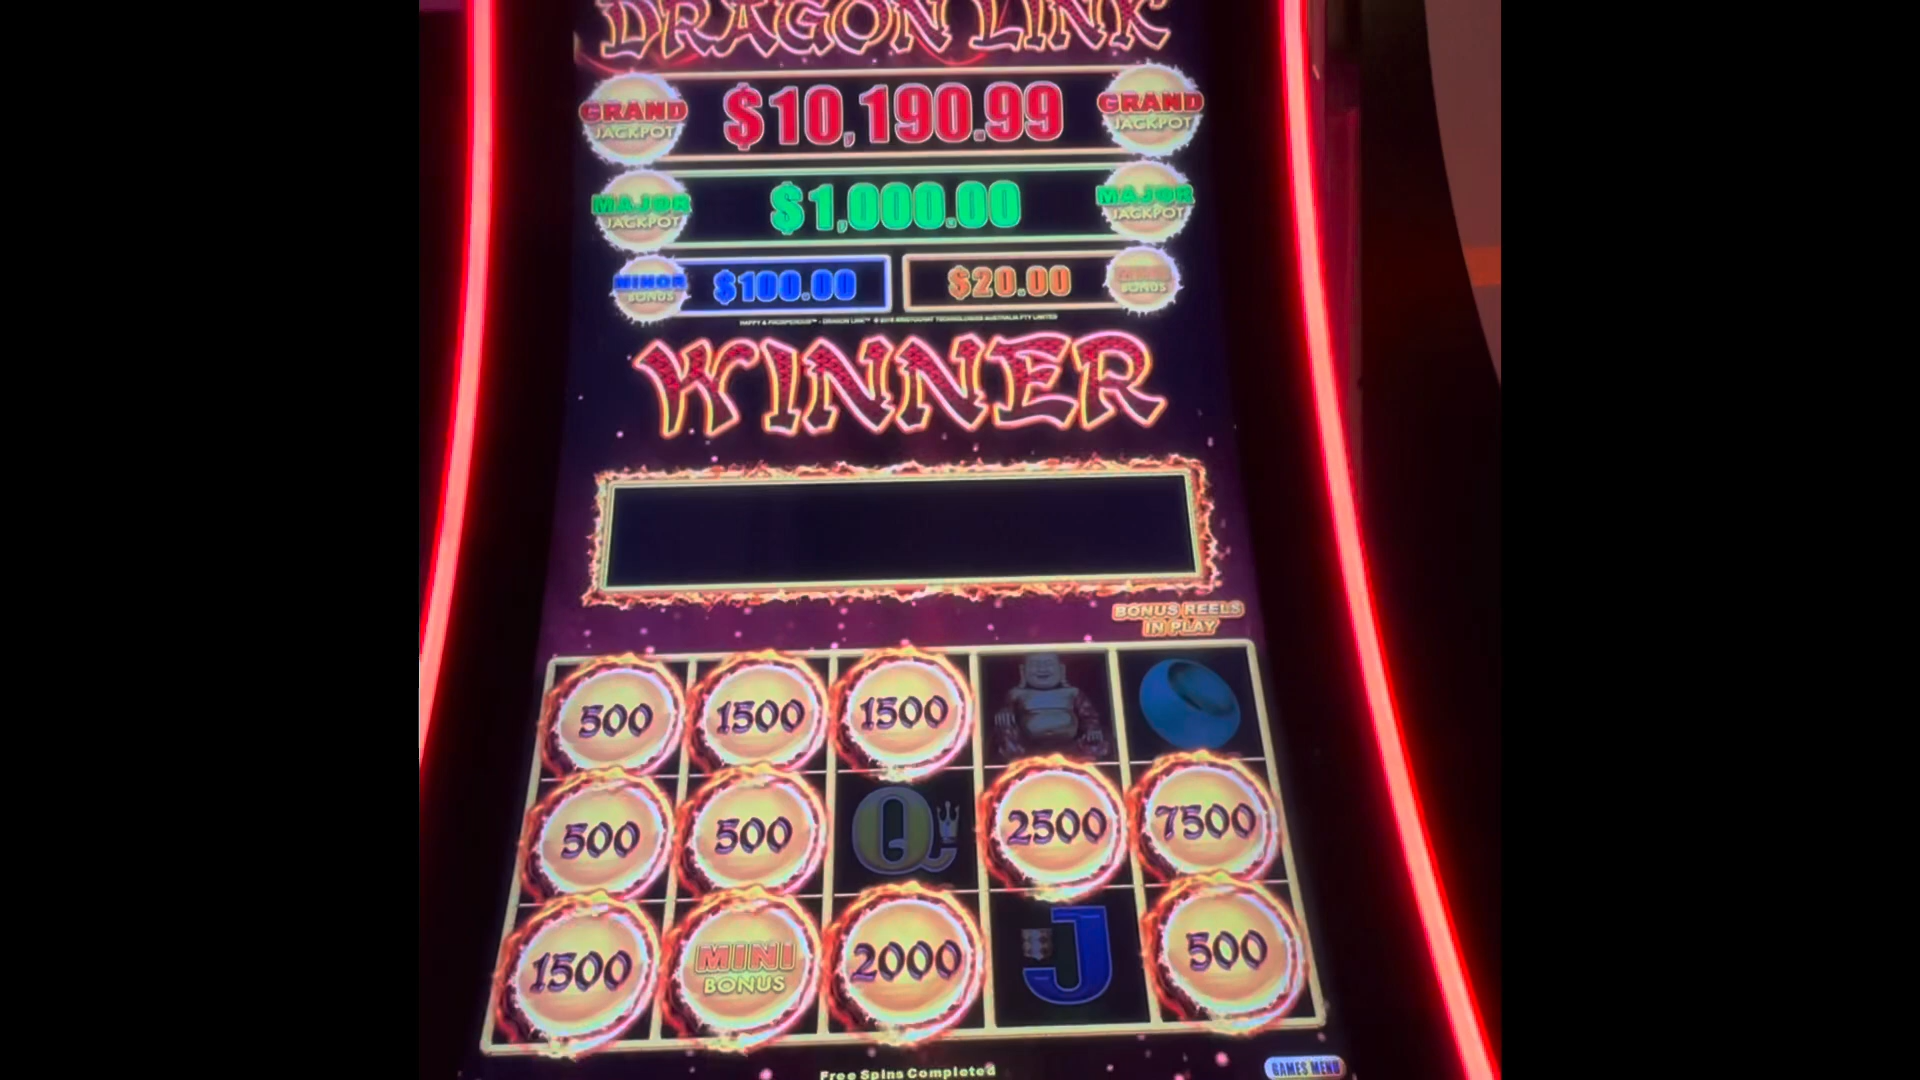 DRAGON LINK
GRAND JACKPOT $10,190.99 GRAND JACKPOT
MAJOR JACKPOT $1,000.00 MAJOR JACKPOT
MINOR BONUS $100.00 $20.00 BONUS
WINNER
BONUS REELS
IN PLAY
500 1500 1500
500 500 Q 2500 7500
1500 MINI BONUS 2000 J 500
Free Spins Completed
GAMES MENU